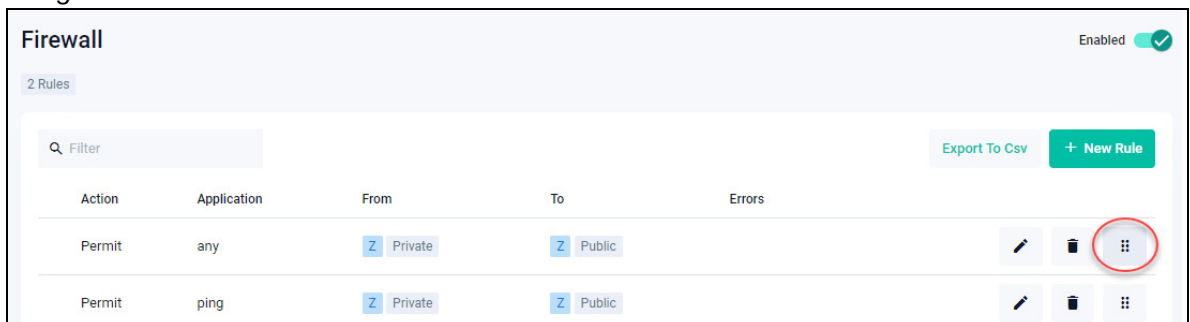 Firewall
Enabled
2 Rules
Filter
Export To Csv
+ New Rule
Action Application From To Errors
Permit any Z Private Z Public
Permit ping Z Private Z Public